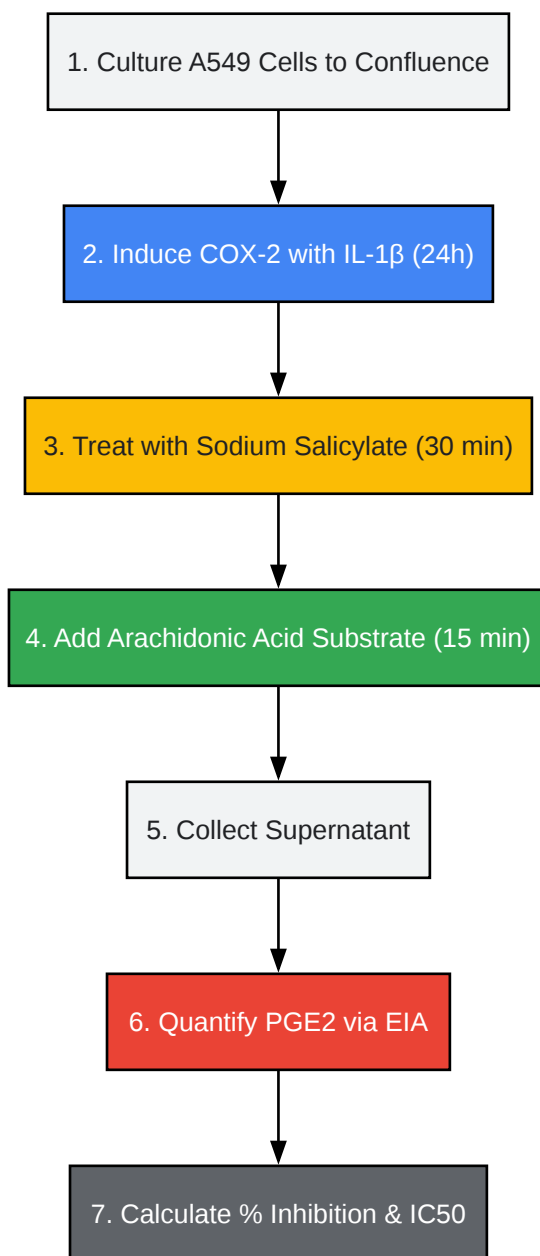 1. Culture A549 Cells to Confluence
2. Induce COX-2 with IL-1β (24h)
3. Treat with Sodium Salicylate (30 min)
4. Add Arachidonic Acid Substrate (15 min)
5. Collect Supernatant
6. Quantify PGE2 via EIA
7. Calculate % Inhibition & IC50